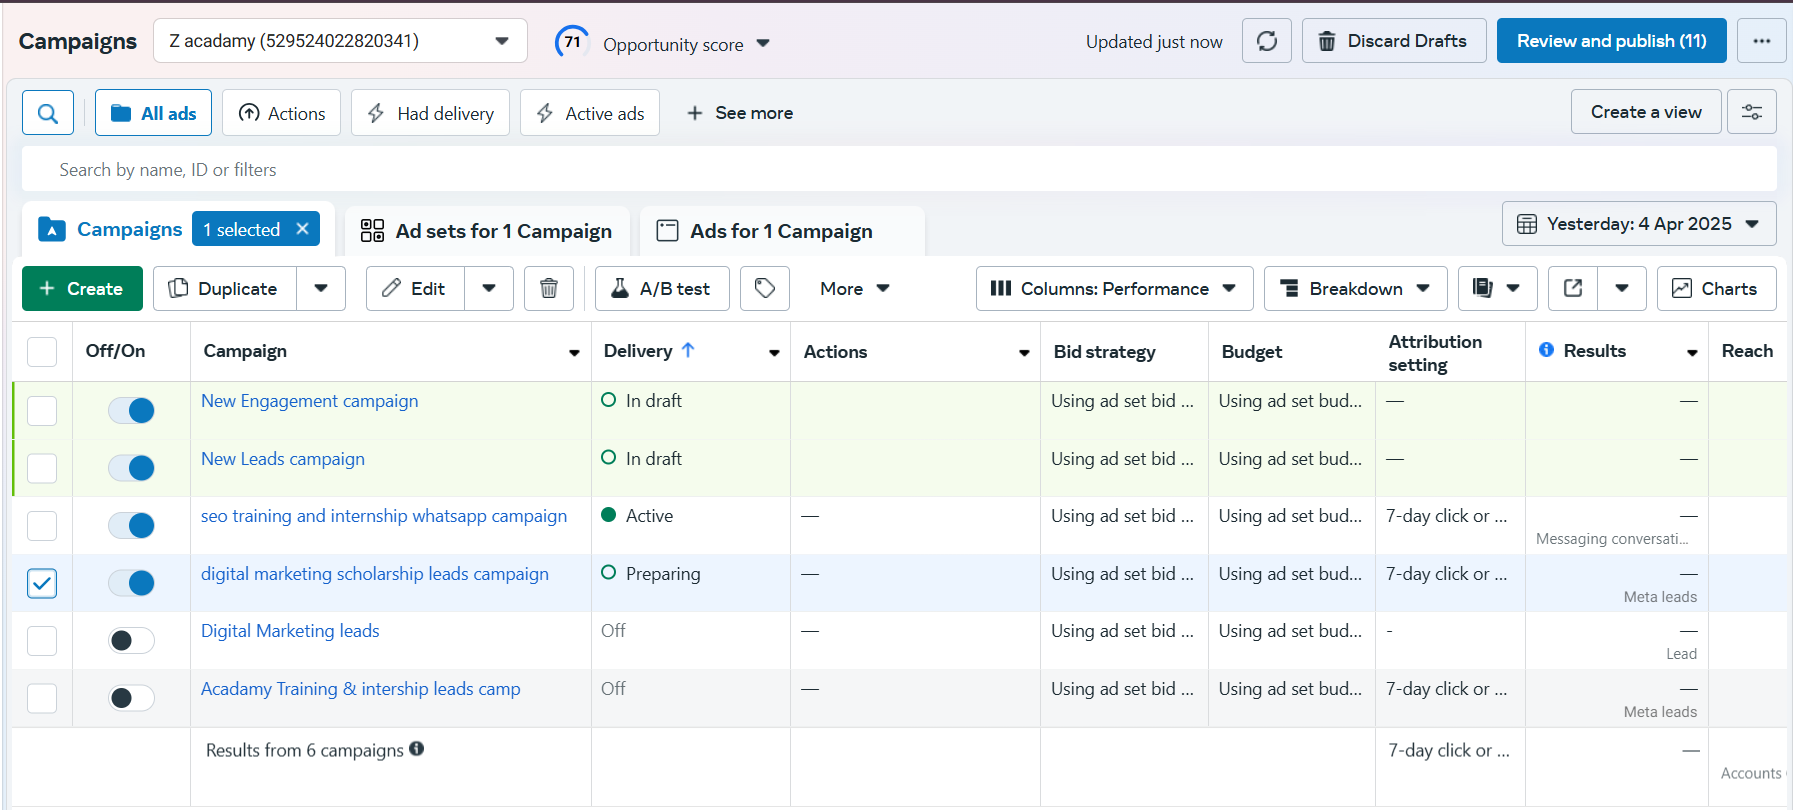 Campaigns
Z acadamy (529524022820341)
71
Opportunity score
Updated just now
Discard Drafts
Review and publish (11)
All ads
Actions
Had delivery
Active ads
+ See more
Create a view
Search by name, ID or filters
Campaigns
1 selected
Ad sets for 1 Campaign
Ads for 1 Campaign
Yesterday: 4 Apr 2025
+ Create
Duplicate
Edit
A/B test
More
Columns: Performance
Breakdown
Charts
Off/On
Campaign
Delivery ↑
Actions
Bid strategy
Budget
Attribution
setting
Results
Reach
New Engagement campaign
In draft
Using ad set bid ...
Using ad set bud...
—
—
New Leads campaign
In draft
Using ad set bid ...
Using ad set bud...
—
—
seo training and internship whatsapp campaign
Active
—
Using ad set bid ...
Using ad set bud...
7-day click or ...
—
Messaging conversati...
digital marketing scholarship leads campaign
Preparing
—
Using ad set bid ...
Using ad set bud...
7-day click or ...
—
Meta leads
Digital Marketing leads
Off
—
Using ad set bid ...
Using ad set bud...
-
—
Lead
Acadamy Training & intership leads camp
Off
—
Using ad set bid ...
Using ad set bud...
7-day click or ...
—
Meta leads
Results from 6 campaigns
7-day click or ...
—
Accounts